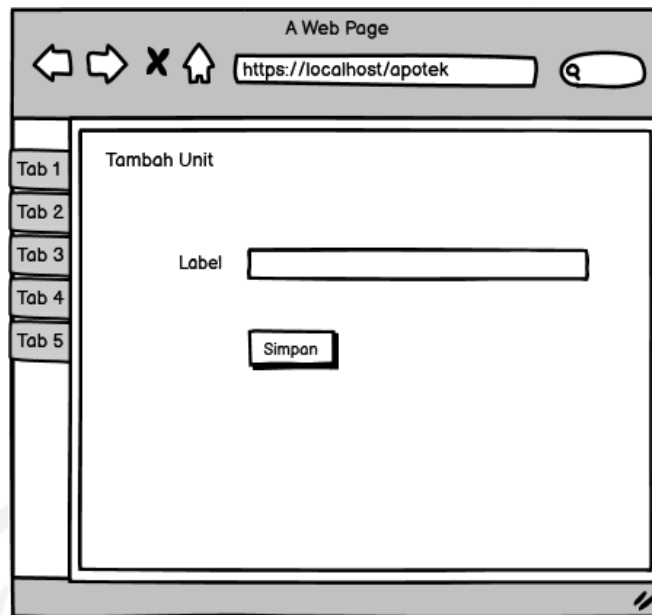 A Web Page
https://localhost/apotek
Tab 1
Tab 2
Tab 3
Tab 4
Tab 5
Tambah Unit
Label
Simpan